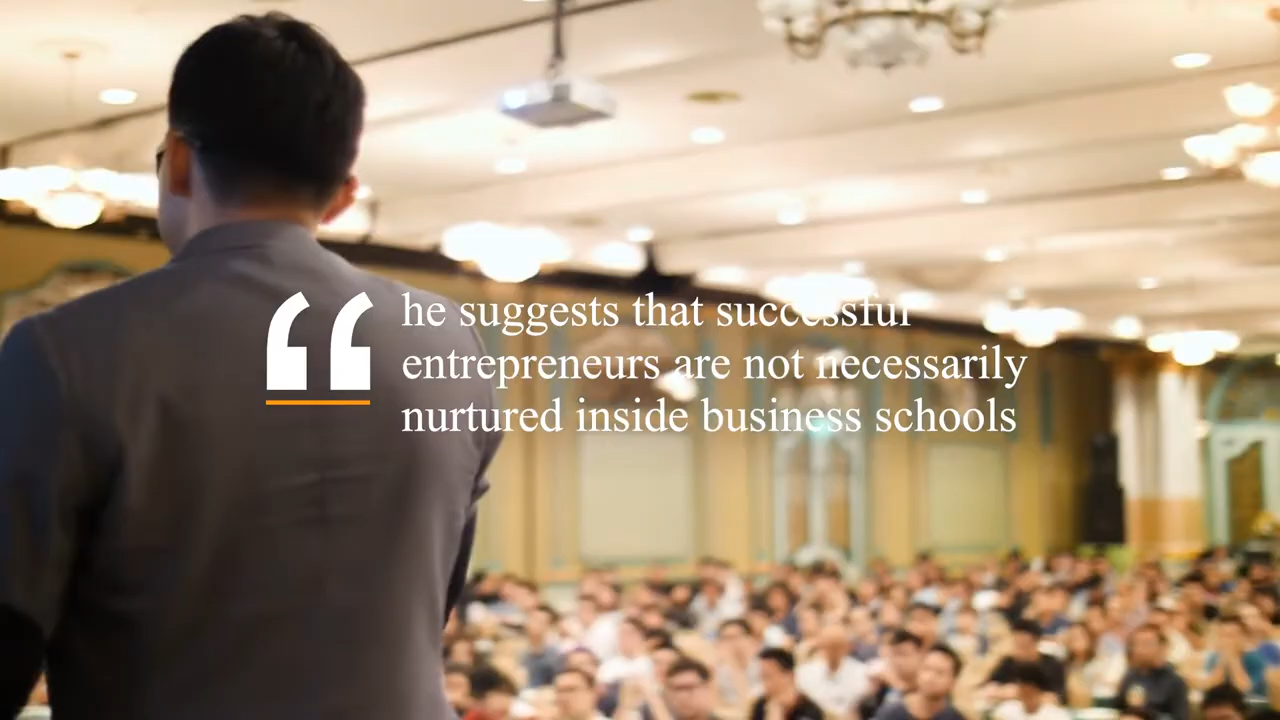 “
he suggests that successful
entrepreneurs are not necessarily
nurtured inside business schools